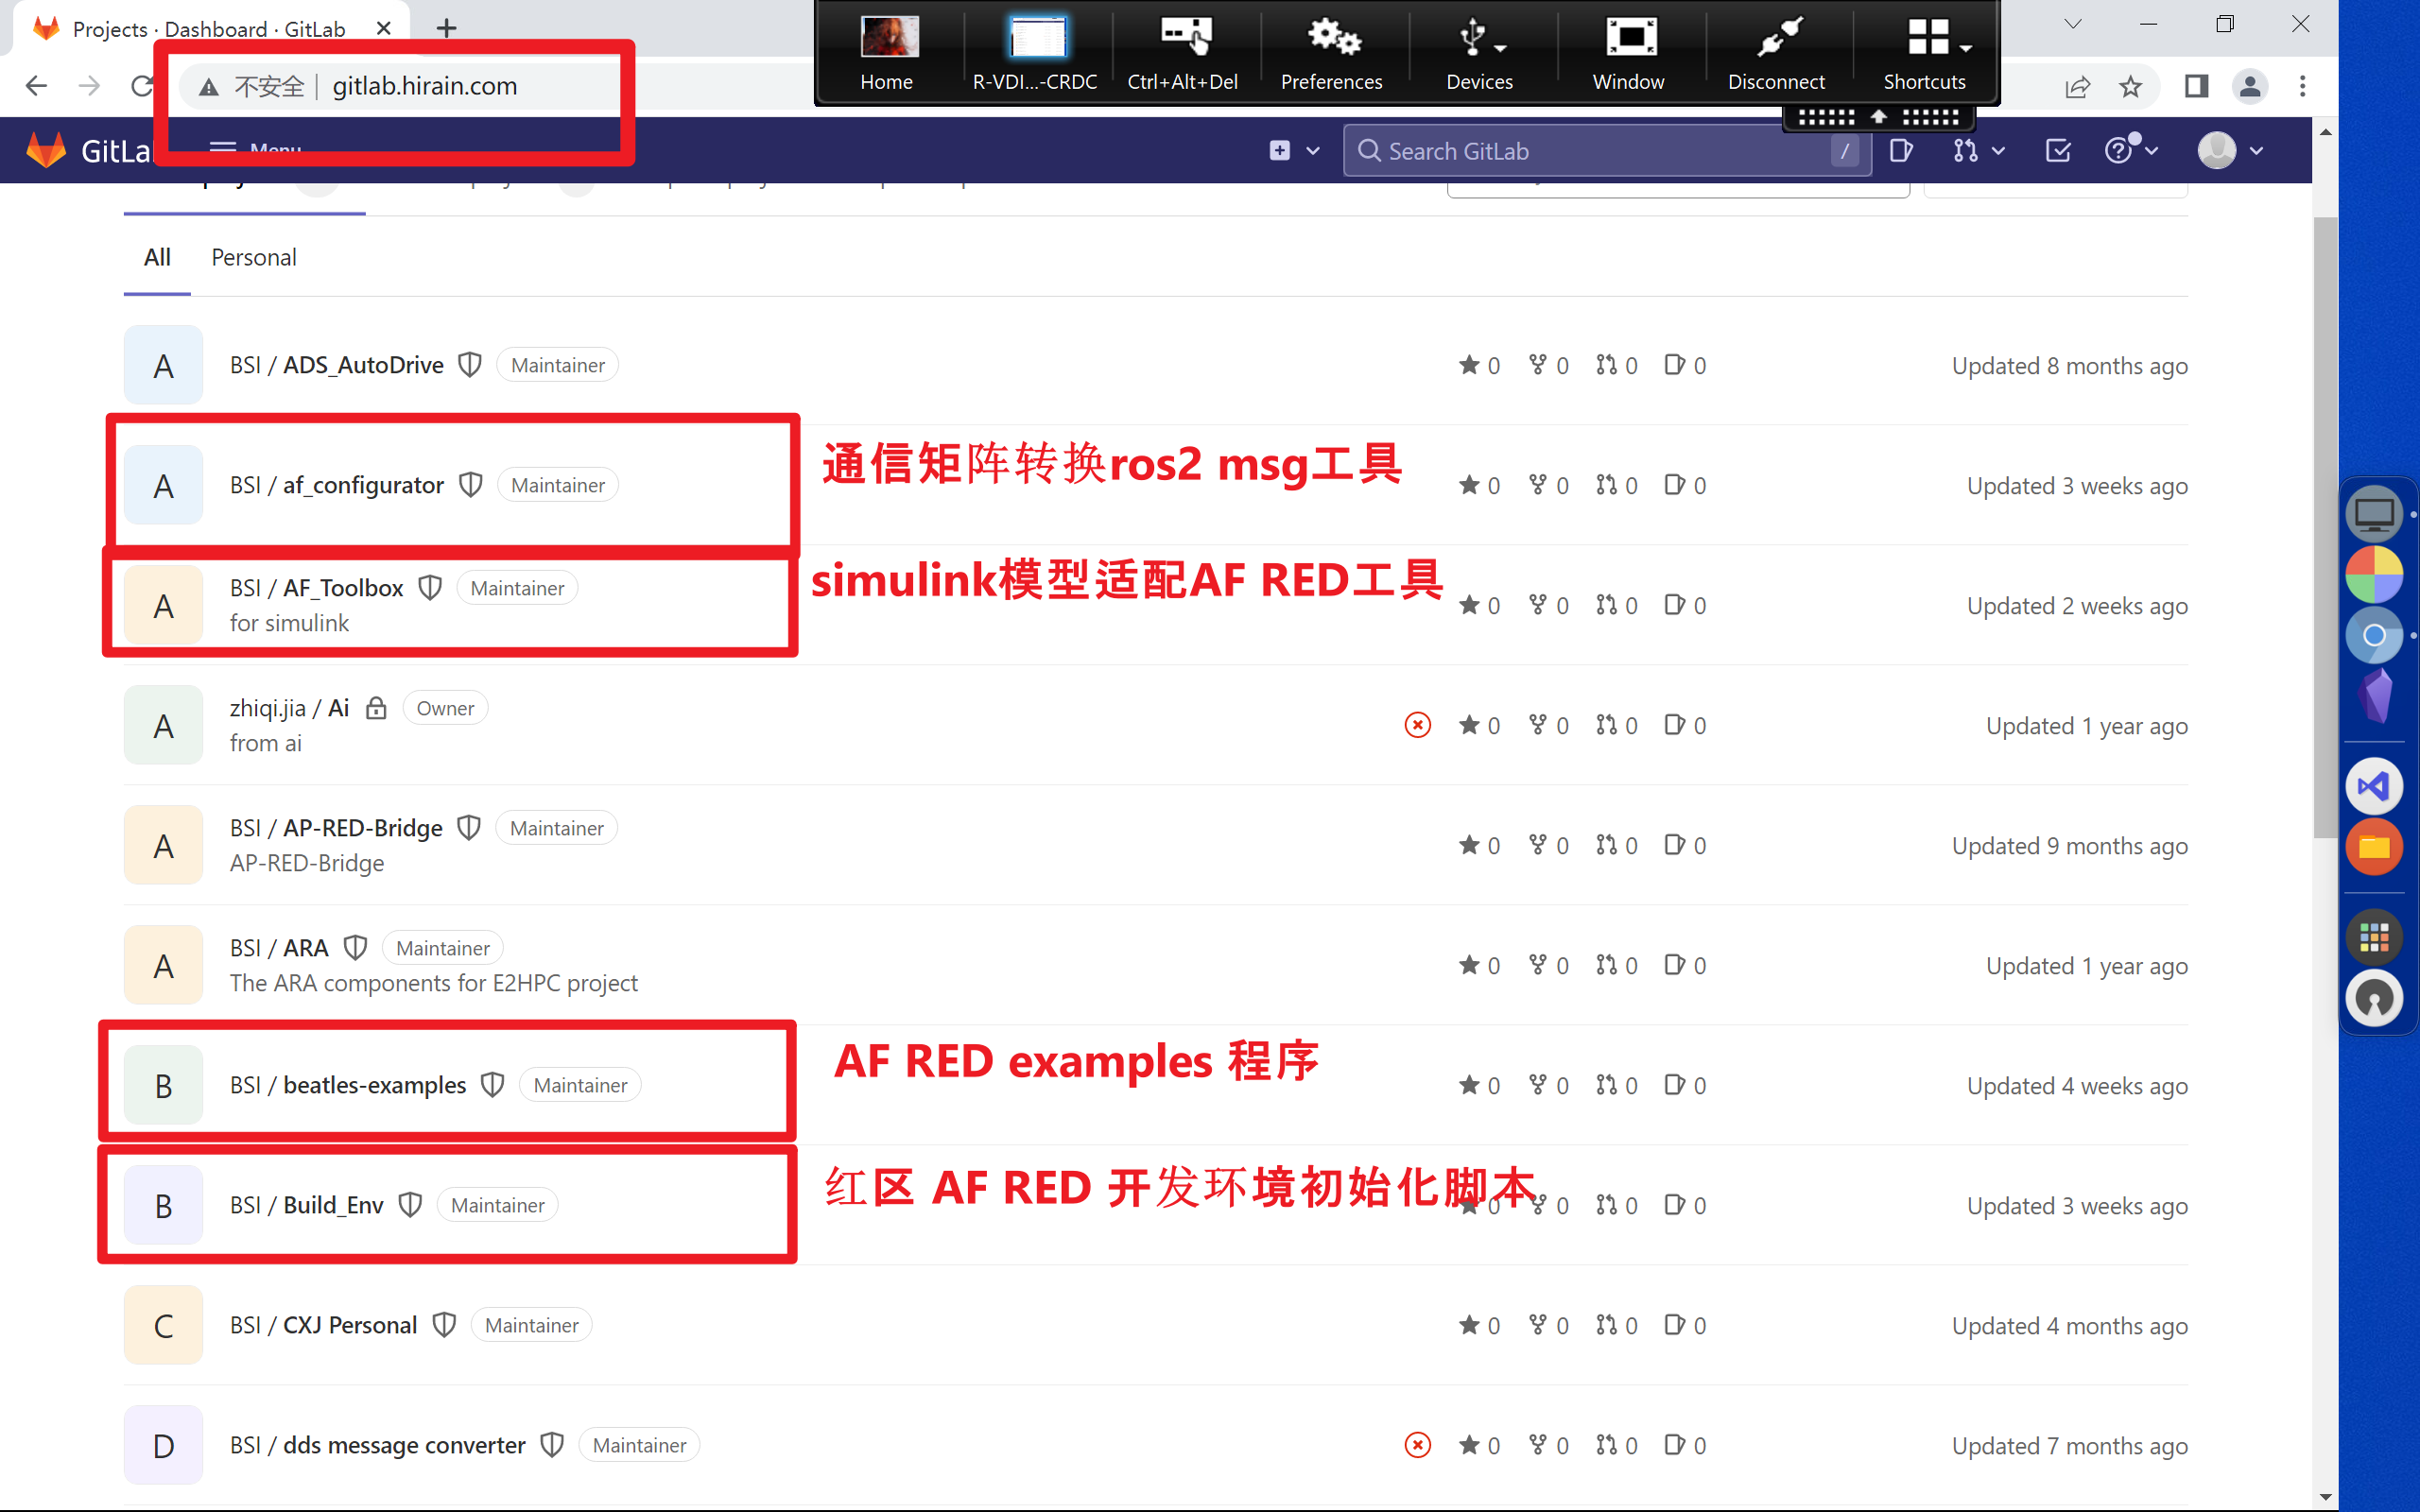 Projects · Dashboard · GitLab
Home
R-VDI...-CRDC
Ctrl+Alt+Del
Preferences
Devices
Window
Disconnect
Shortcuts
不安全 | gitlab.hirain.com
Menu
Search GitLab
/
All
Personal
A
BSI / ADS_AutoDrive
Maintainer
0 0 0 0
Updated 8 months ago
A
BSI / af_configurator
Maintainer
通信矩阵转换ros2 msg工具
0 0 0 0
Updated 3 weeks ago
A
BSI / AF_Toolbox
Maintainer
for simulink
simulink模型适配AF RED工具
0 0 0 0
Updated 2 weeks ago
A
zhiqi.jia / Ai
Owner
from ai
0 0 0 0
Updated 1 year ago
A
BSI / AP-RED-Bridge
Maintainer
AP-RED-Bridge
0 0 0 0
Updated 9 months ago
A
BSI / ARA
Maintainer
The ARA components for E2HPC project
0 0 0 0
Updated 1 year ago
B
BSI / beatles-examples
Maintainer
AF RED examples 程序
0 0 0 0
Updated 4 weeks ago
B
BSI / Build_Env
Maintainer
红区 AF RED 开发环境初始化脚本
0 0 0 0
Updated 3 weeks ago
C
BSI / CXJ Personal
Maintainer
0 0 0 0
Updated 4 months ago
D
BSI / dds message converter
Maintainer
0 0 0 0
Updated 7 months ago